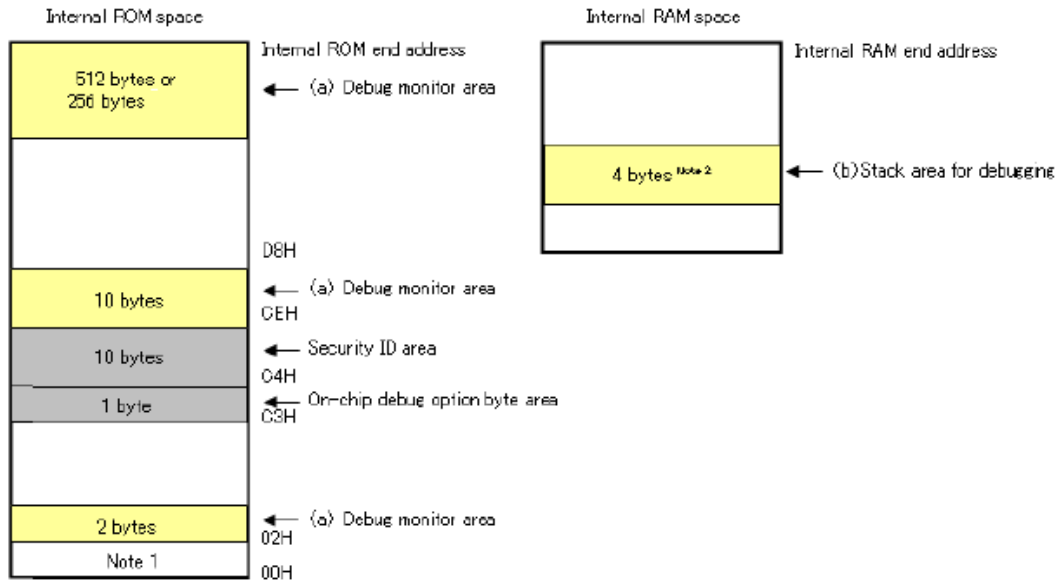 Internal ROM space
Internal RAM space
Internal ROM end address
Internal RAM end address
512 bytes or
256 bytes
(a) Debug monitor area
4 bytes Note 2
(b)Stack area for debugging
D8H
10 bytes
(a) Debug monitor area
CEH
10 bytes
Security ID area
C4H
1 byte
On-chip debug option byte area
C3H
2 bytes
(a) Debug monitor area
02H
Note 1
00H